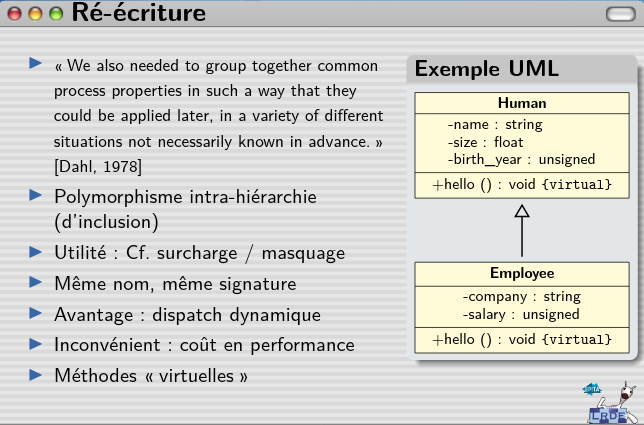 Ré-écriture
« We also needed to group together common
process properties in such a way that they
could be applied later, in a variety of different
situations not necessarily known in advance. »
[Dahl, 1978]
Polymorphisme intra-hiérarchie
(d'inclusion)
Utilité : Cf. surcharge / masquage
Même nom, même signature
Avantage : dispatch dynamique
Inconvénient : coût en performance
Méthodes « virtuelles »
Exemple UML
Human
-name : string
-size : float
-birth_year : unsigned
+hello () : void {virtual}
Employee
-company : string
-salary : unsigned
+hello () : void {virtual}
LRDE